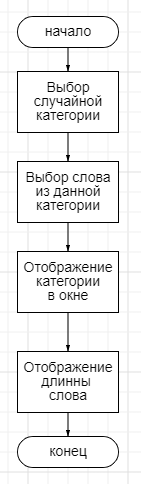 начало
Выбор
случайной
категории
Выбор слова
из данной
категории
Отображение
категории
в окне
Отображение
длинны
слова
конец